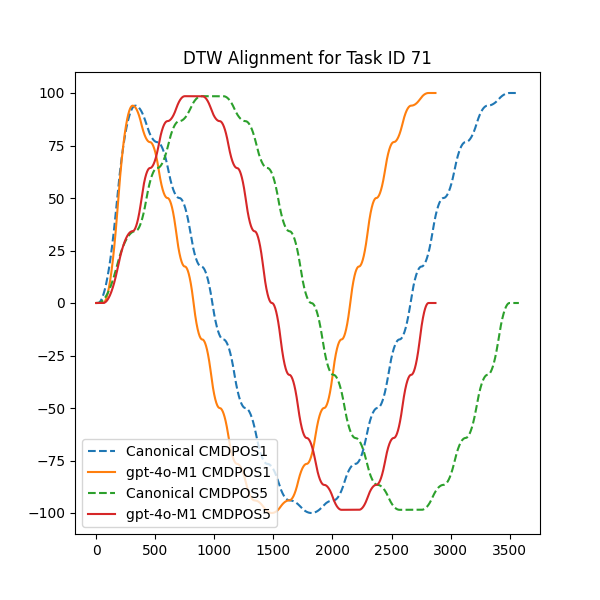 DTW Alignment for Task ID 71
100
75
50
25
0
−25
−50
−75
−100
Canonical CMDPOS1
gpt-4o-M1 CMDPOS1
Canonical CMDPOS5
gpt-4o-M1 CMDPOS5
0 500 1000 1500 2000 2500 3000 3500